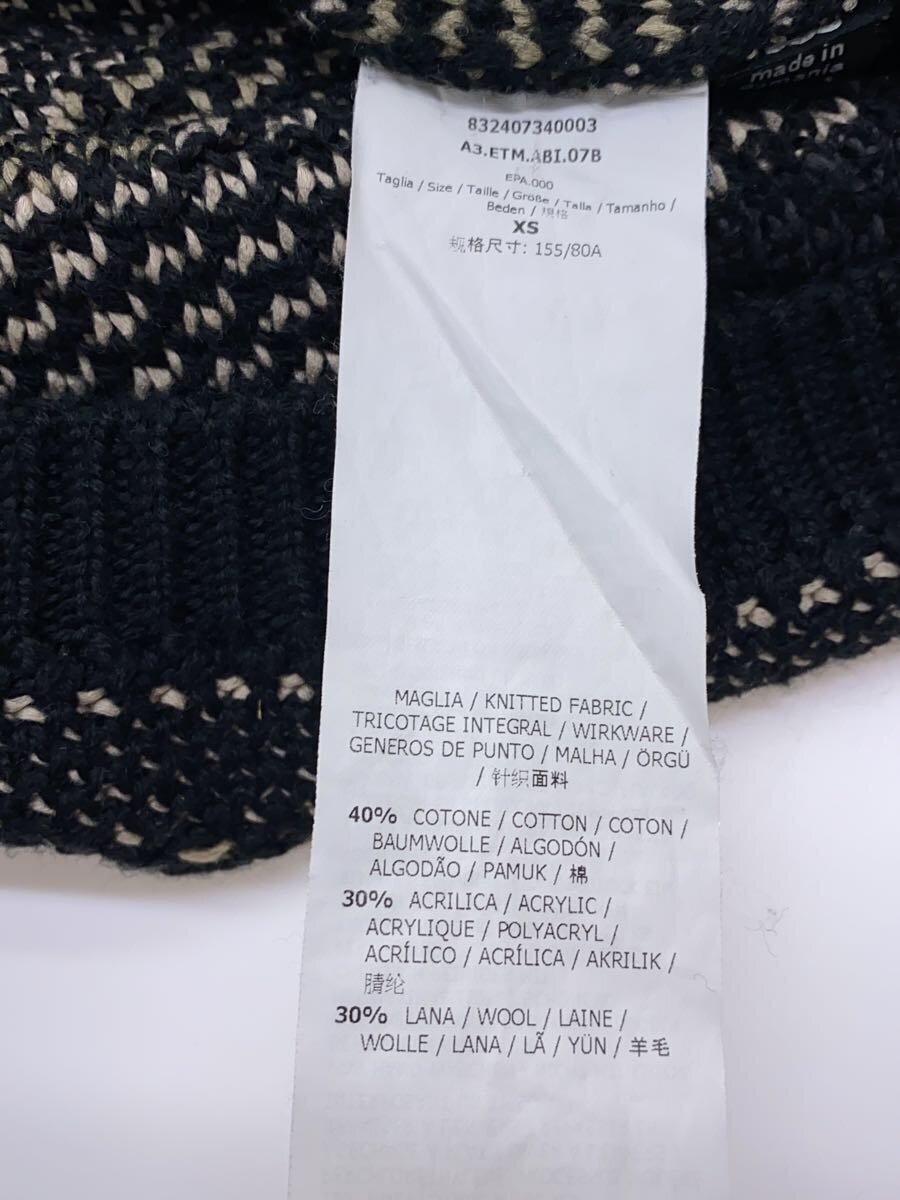 made in
832407340003
A3.ETM.ABI.07B
EPA.000
Taglia / Size / Taille / Größe / Talla / Tamanho /
Beden / 规格
XS
规格尺寸: 155/80A
MAGLIA / KNITTED FABRIC /
TRICOTAGE INTEGRAL / WIRKWARE /
GENEROS DE PUNTO / MALHA / ÖRGÜ
/ 针织面料
40% COTONE / COTTON / COTON /
BAUMWOLLE / ALGODÓN /
ALGODÃO / PAMUK / 棉
30% ACRILICA / ACRYLIC /
ACRYLIQUE / POLYACRYL /
ACRÍLICO / ACRÍLICA / AKRILIK /
腈纶
30% LANA / WOOL / LAINE /
WOLLE / LANA / LÃ / YÜN / 羊毛